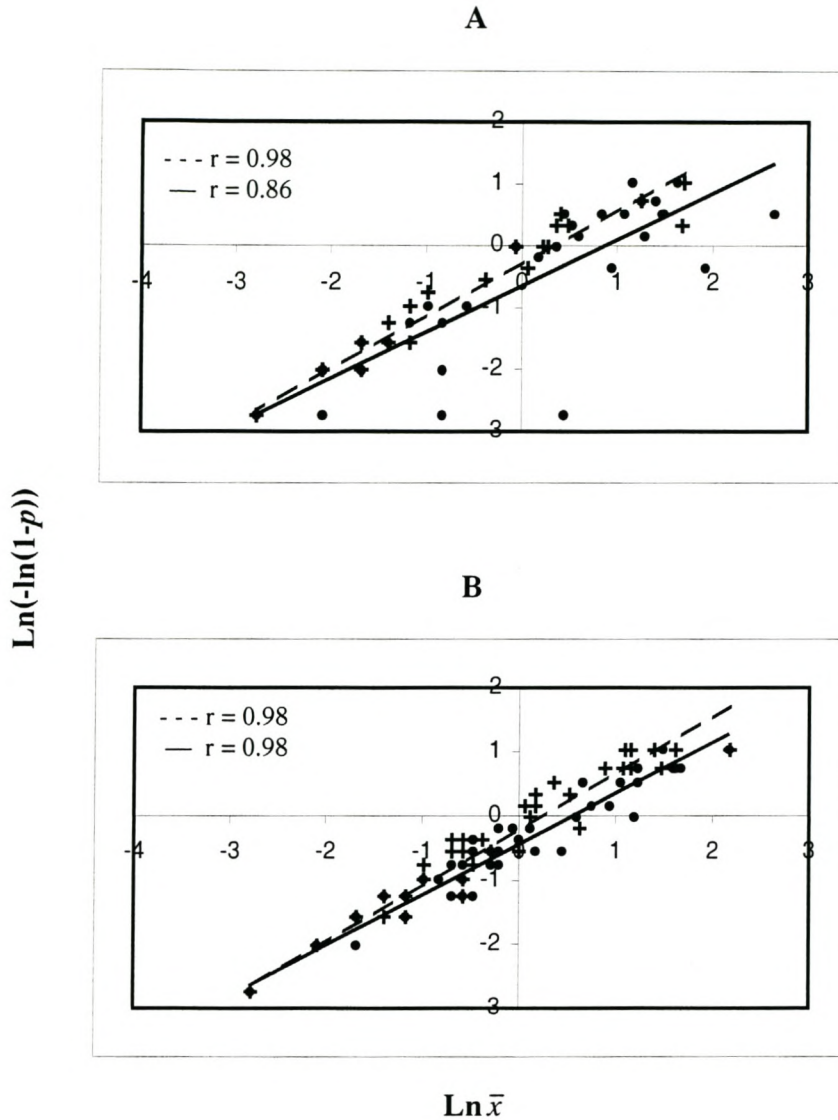 A
2
- - - r = 0.98
— r = 0.86
1
0
-4 -3 -2 -1 0 1 2 3
-1
-2
3
Ln(-ln(1-p))
B
2
- - - r = 0.98
— r = 0.98
1
0
-4 -3 -2 -1 0 1 2 3
-1
-2
3
Ln x̄